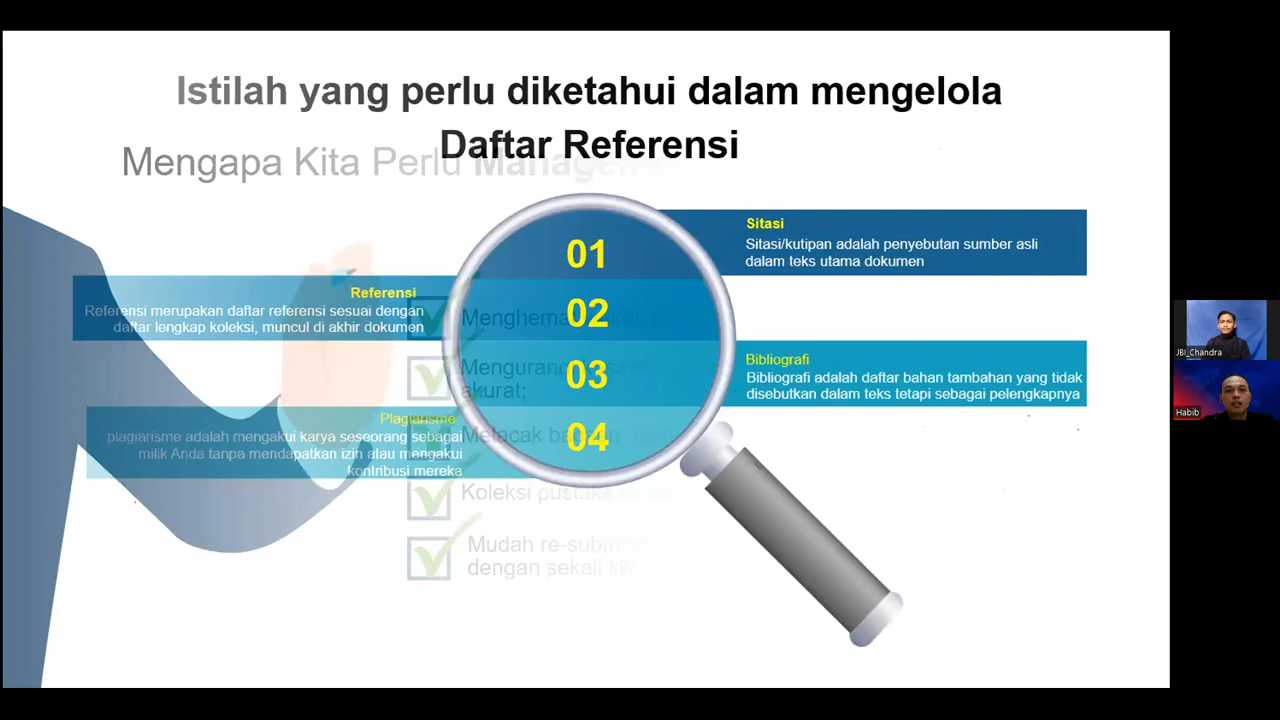 Istilah yang perlu diketahui dalam mengelola
Daftar Referensi
Mengapa Kita Perlu
01
Sitasi
Sitasi/kutipan adalah penyebutan sumber asli
dalam teks utama dokumen
02
Referensi
Referensi merupakan daftar referensi sesuai dengan
daftar lengkap koleksi, muncul di akhir dokumen
03
Bibliografi
Bibliografi adalah daftar bahan tambahan yang tidak
disebutkan dalam teks tetapi sebagai pelengkapnya
04
Plagiarisme
plagiarisme adalah mengakui karya seseorang sebagai
milik Anda tanpa mendapatkan izin atau mengakui
kontribusi mereka
akurat;
Melacak
Koleksi pustaka
Mudah
dengan sekali
JBI_Chandra
Habib